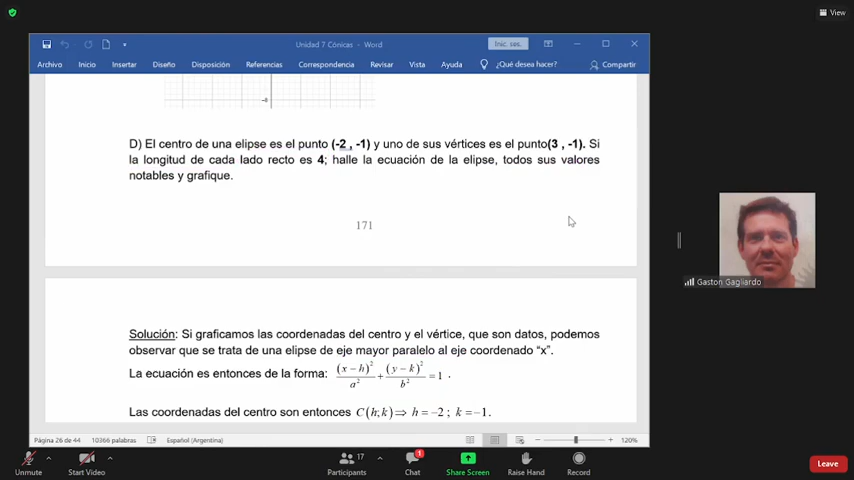 View
Unidad 7 Cónicas - Word
Inic. ses.
Archivo Inicio Insertar Diseño Disposición Referencias Correspondencia Revisar Vista Ayuda ¿Qué desea hacer? Compartir
-8
D) El centro de una elipse es el punto (-2 , -1) y uno de sus vértices es el punto(3 , -1). Si
la longitud de cada lado recto es 4; halle la ecuación de la elipse, todos sus valores
notables y grafique.
171
Gaston Gagliardo
Solución: Si graficamos las coordenadas del centro y el vértice, que son datos, podemos
observar que se trata de una elipse de eje mayor paralelo al eje coordenado “x”.
La ecuación es entonces de la forma: (x − h)²/a² + (y − k)²/b² = 1 .
Las coordenadas del centro son entonces C(h;k) ⇒ h = −2 ; k = −1.
Página 26 de 44 10366 palabras Español (Argentina) 120%
17
1
Unmute Start Video Participants Chat Share Screen Raise Hand Record Leave